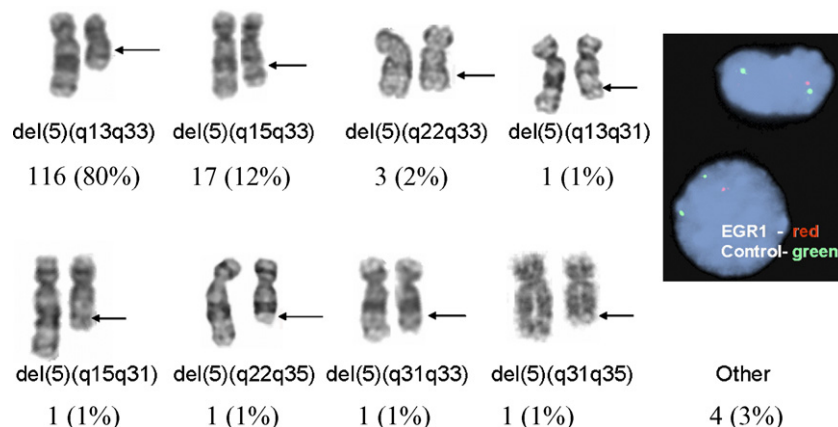 del(5)(q13q33) del(5)(q15q33) del(5)(q22q33) del(5)(q13q31)
116 (80%) 17 (12%) 3 (2%) 1 (1%)
EGR1 - red
Control- green
del(5)(q15q31) del(5)(q22q35) del(5)(q31q33) del(5)(q31q35) Other
1 (1%) 1 (1%) 1 (1%) 1 (1%) 4 (3%)